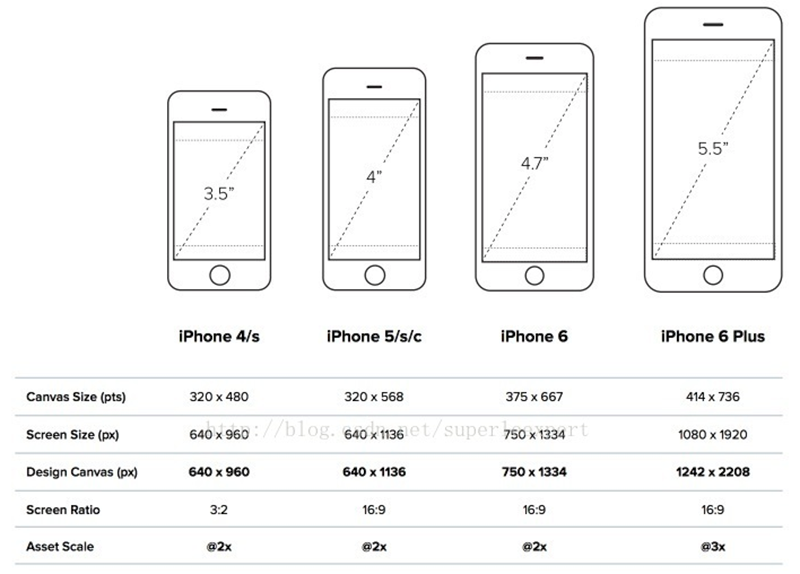 3.5”
4”
4.7”
5.5”
iPhone 4/s iPhone 5/s/c iPhone 6 iPhone 6 Plus
Canvas Size (pts) 320 x 480 320 x 568 375 x 667 414 x 736
Screen Size (px) 640 x 960 640 x 1136 750 x 1334 1080 x 1920
http://blog.csdn.net/superloexpert
Design Canvas (px) 640 x 960 640 x 1136 750 x 1334 1242 x 2208
Screen Ratio 3:2 16:9 16:9 16:9
Asset Scale @2x @2x @2x @3x